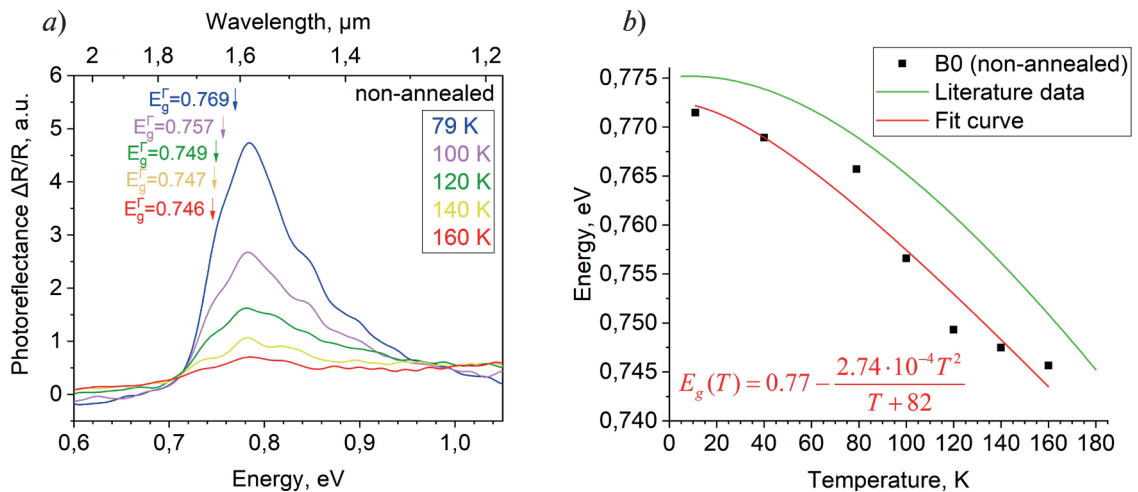 a)
Wavelength, µm
2 1,8 1,6 1,4 1,2
non-annealed
E_g^Γ=0.769
E_g^Γ=0.757
E_g^Γ=0.749
E_g^Γ=0.747
E_g^Γ=0.746
79 K
100 K
120 K
140 K
160 K
Photoreflectance ΔR/R, a.u.
6
5
4
3
2
1
0
0,6 0,7 0,8 0,9 1,0
Energy, eV
b)
B0 (non-annealed)
Literature data
Fit curve
Energy, eV
0,775
0,770
0,765
0,760
0,755
0,750
0,745
0,740
E_g(T) = 0.77 − 2.74·10⁻⁴T² / T + 82
0 20 40 60 80 100 120 140 160 180
Temperature, K